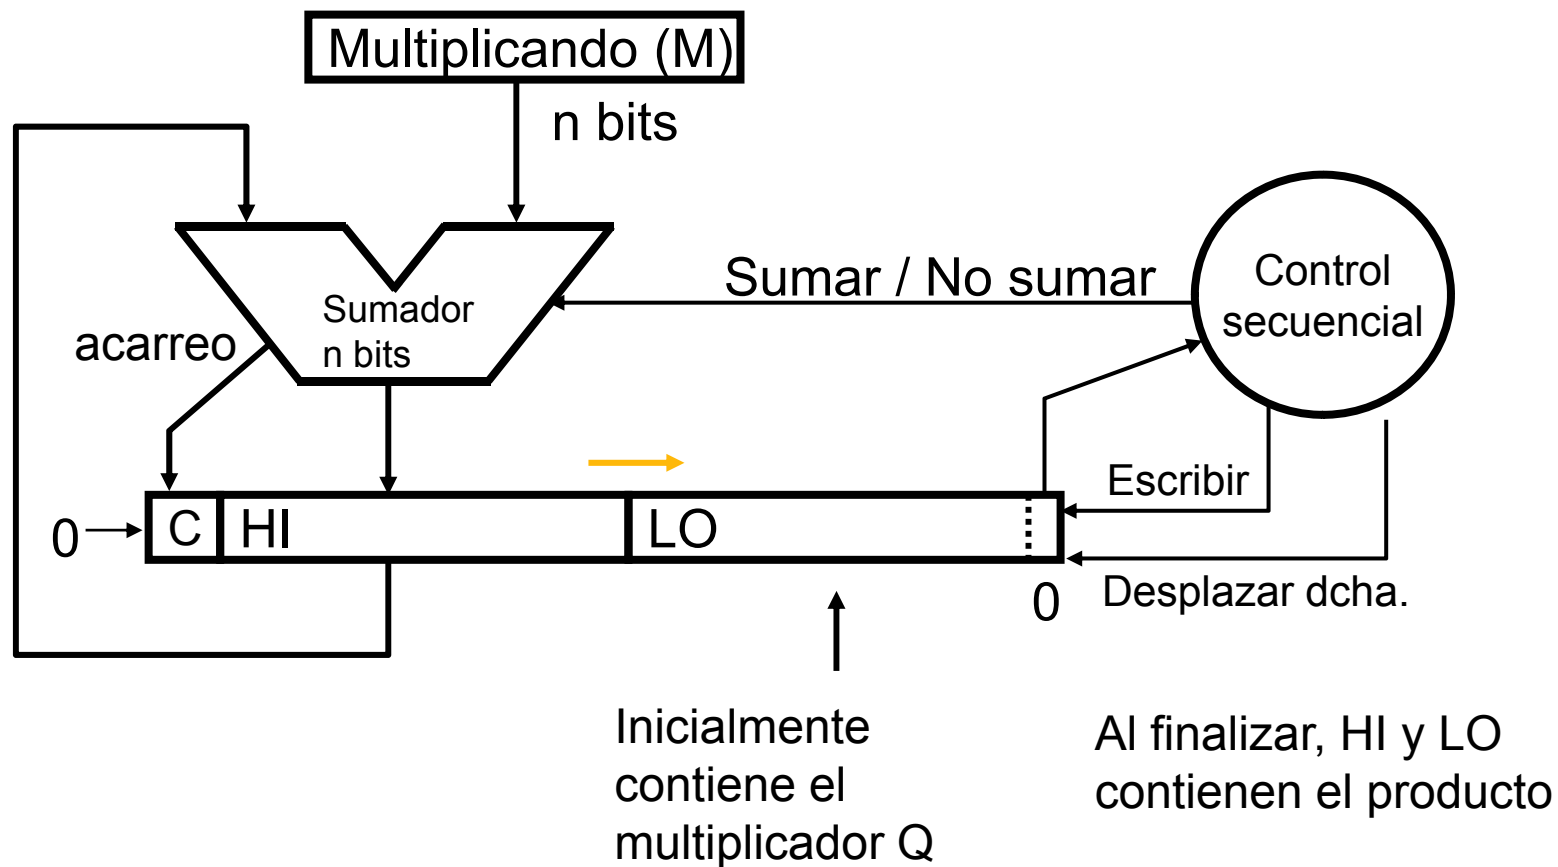 Multiplicando (M)
n bits
Sumar / No sumar
Control
secuencial
Sumador
n bits
acarreo
Escribir
0
C
HI
LO
0
Desplazar dcha.
Inicialmente
contiene el
multiplicador Q
Al finalizar, HI y LO
contienen el producto